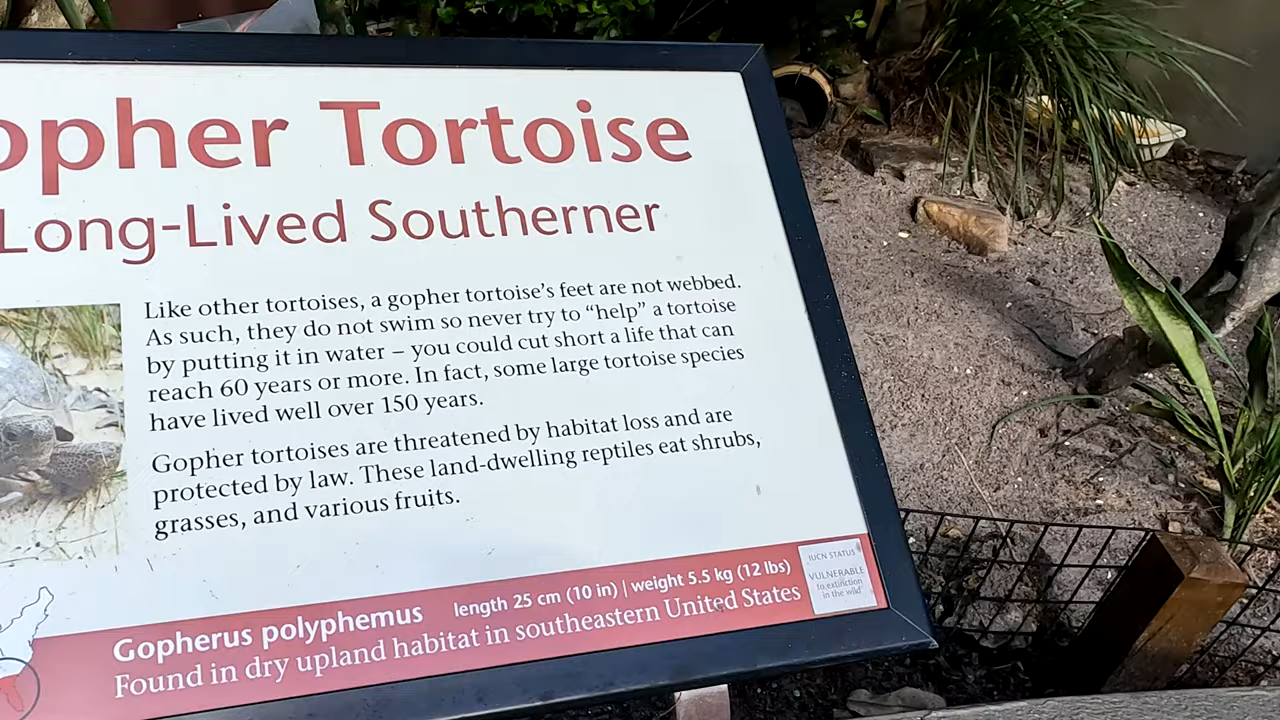 opher Tortoise
Long-Lived Southerner
Like other tortoises, a gopher tortoise's feet are not webbed.
As such, they do not swim so never try to “help” a tortoise
by putting it in water – you could cut short a life that can
reach 60 years or more. In fact, some large tortoise species
have lived well over 150 years.
Gopher tortoises are threatened by habitat loss and are
protected by law. These land-dwelling reptiles eat shrubs,
grasses, and various fruits.
Gopherus polyphemus length 25 cm (10 in) | weight 5.5 kg (12 lbs)
Found in dry upland habitat in southeastern United States
IUCN STATUS
VULNERABLE
to extinction
in the wild